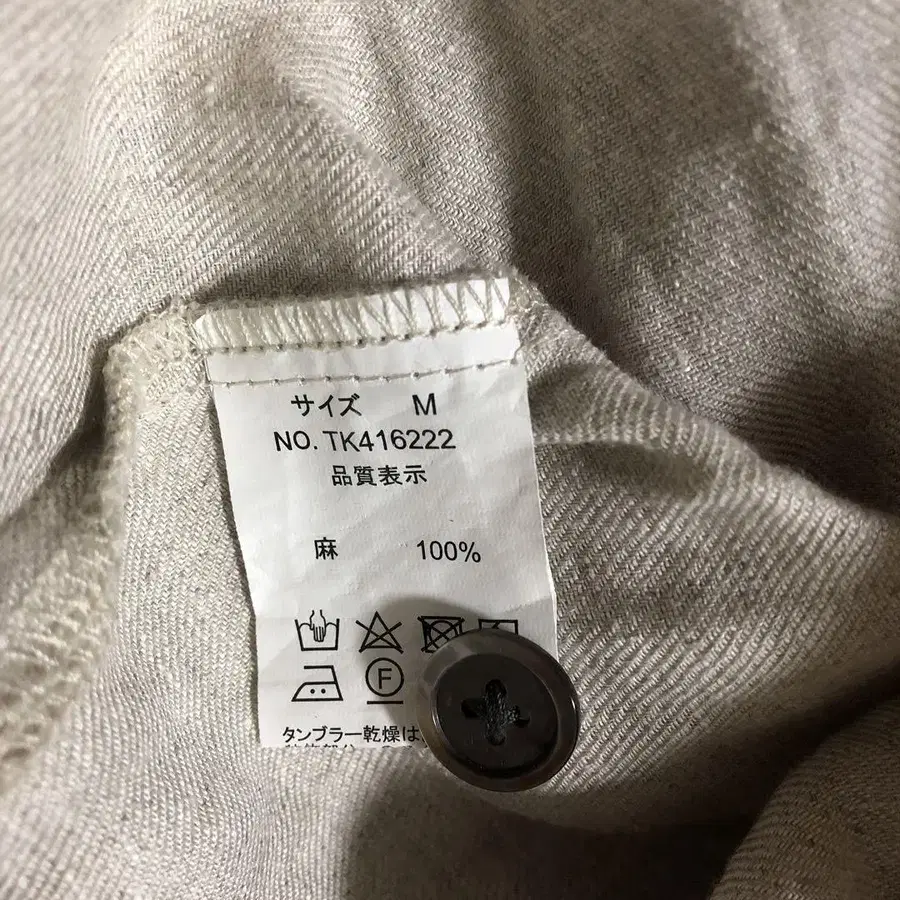 サイズ M
NO. TK416222
品質表示
麻 100%
F
タンブラー乾燥は